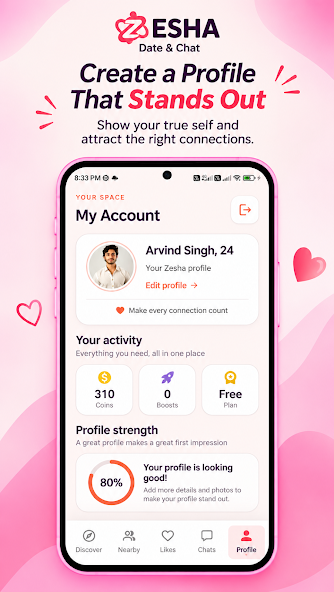 ZESHA
Date & Chat
Create a Profile
That Stands Out
Show your true self and
attract the right connections.
8:33 PM
YOUR SPACE
My Account
Arvind Singh, 24
Your Zesha profile
Edit profile →
Make every connection count
Your activity
Everything you need, all in one place
310
Coins
0
Boosts
Free
Plan
Profile strength
A great profile makes a great first impression
80%
Your profile is looking
good!
Add more details and photos to
make your profile stand out.
Discover
Nearby
Likes
Chats
Profile